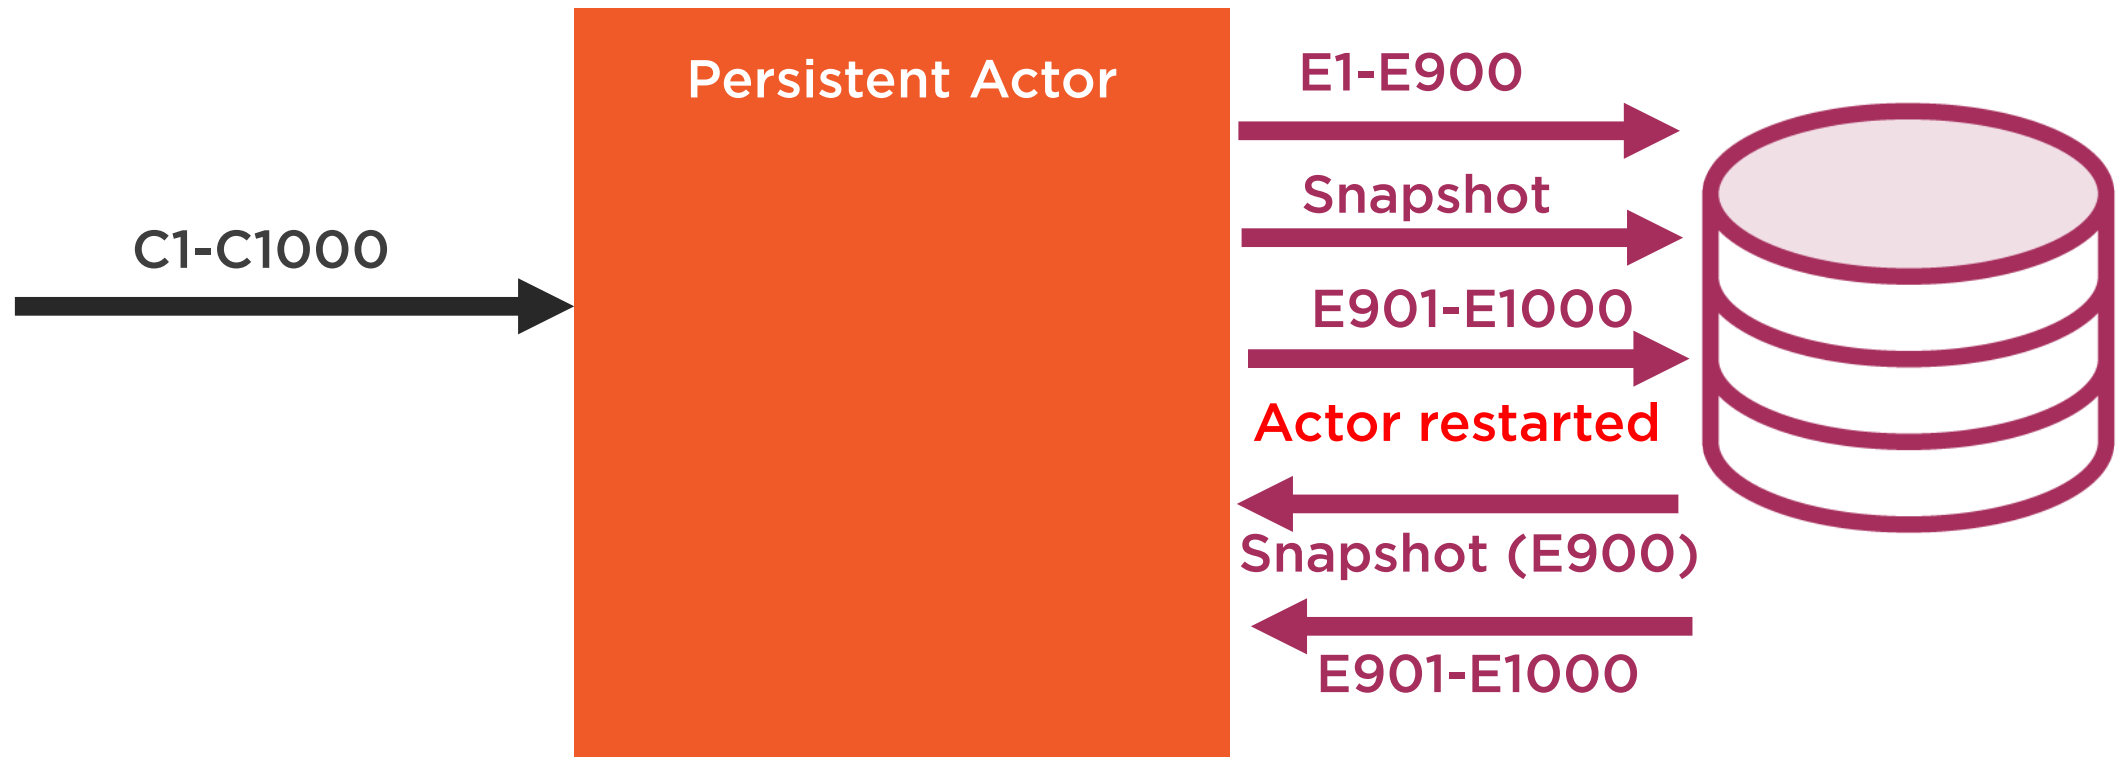 Persistent Actor
C1-C1000
E1-E900
Snapshot
E901-E1000
Actor restarted
Snapshot (E900)
E901-E1000